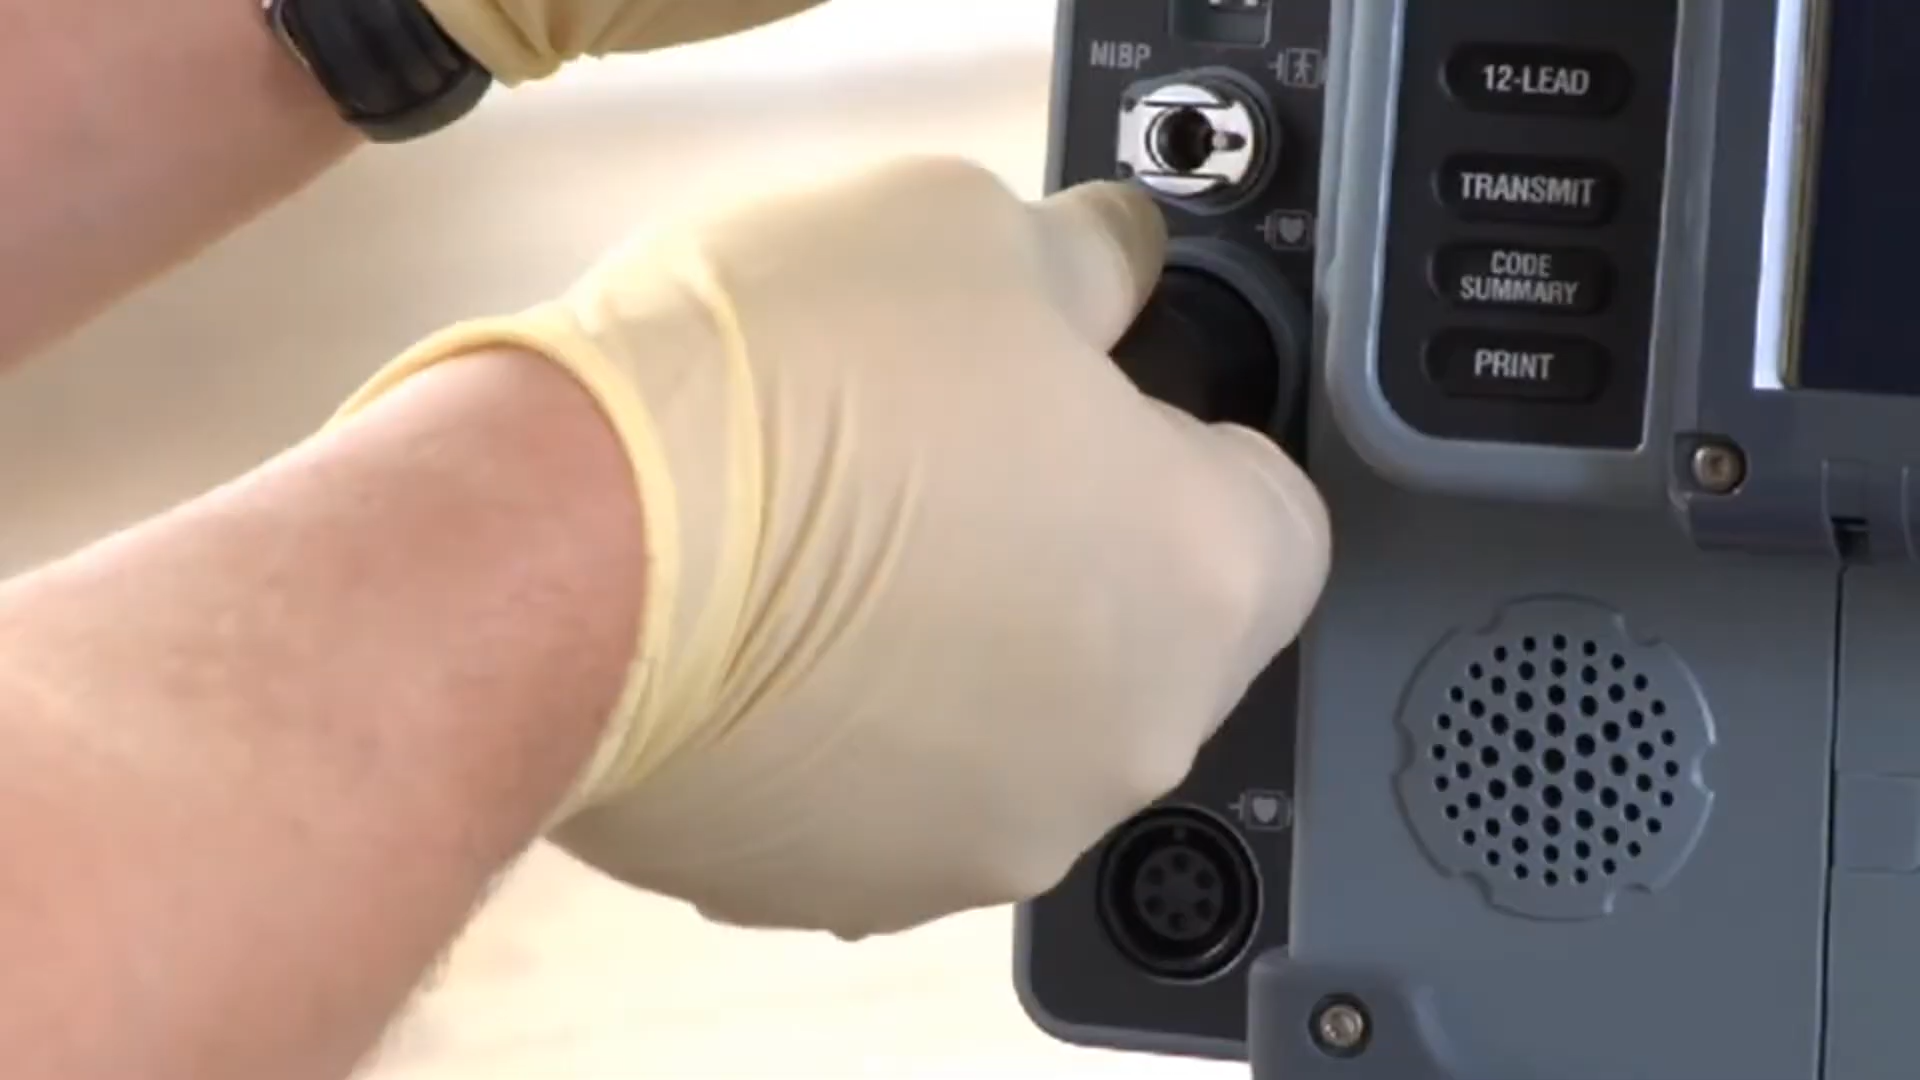 NIBP
12-LEAD
TRANSMIT
CODE
SUMMARY
PRINT